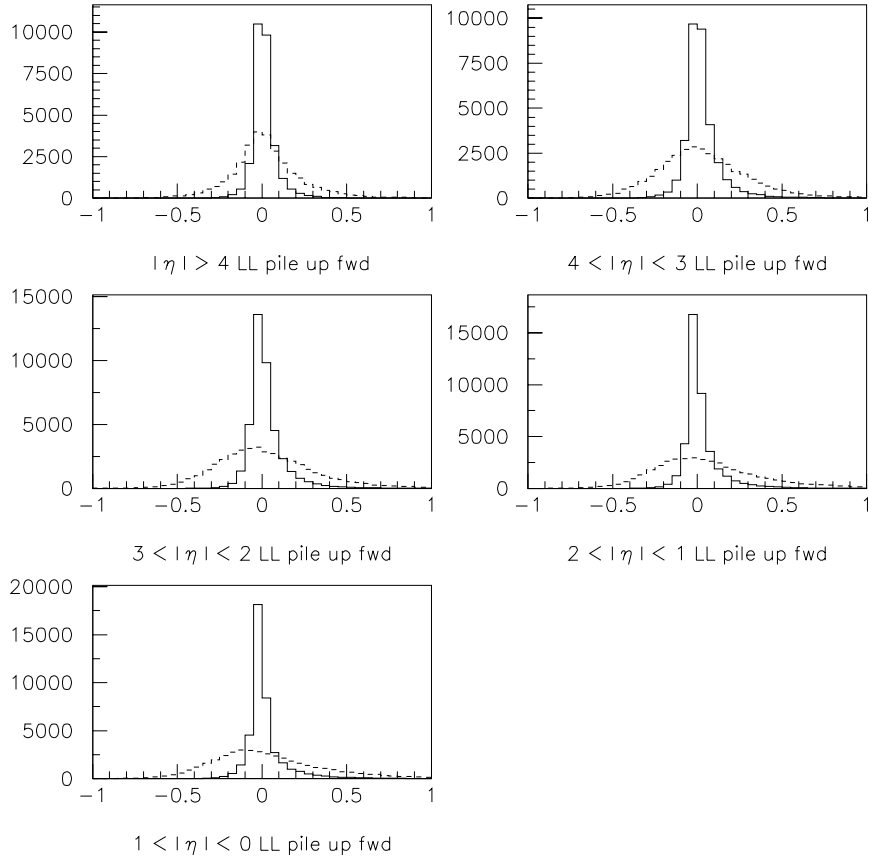 10000
7500
5000
2500
0
−1 −0.5 0 0.5 1
| η | > 4 LL pile up fwd
10000
7500
5000
2500
0
−1 −0.5 0 0.5 1
4 < | η | < 3 LL pile up fwd
15000
10000
5000
0
−1 −0.5 0 0.5 1
3 < | η | < 2 LL pile up fwd
15000
10000
5000
0
−1 −0.5 0 0.5 1
2 < | η | < 1 LL pile up fwd
20000
15000
10000
5000
0
−1 −0.5 0 0.5 1
1 < | η | < 0 LL pile up fwd